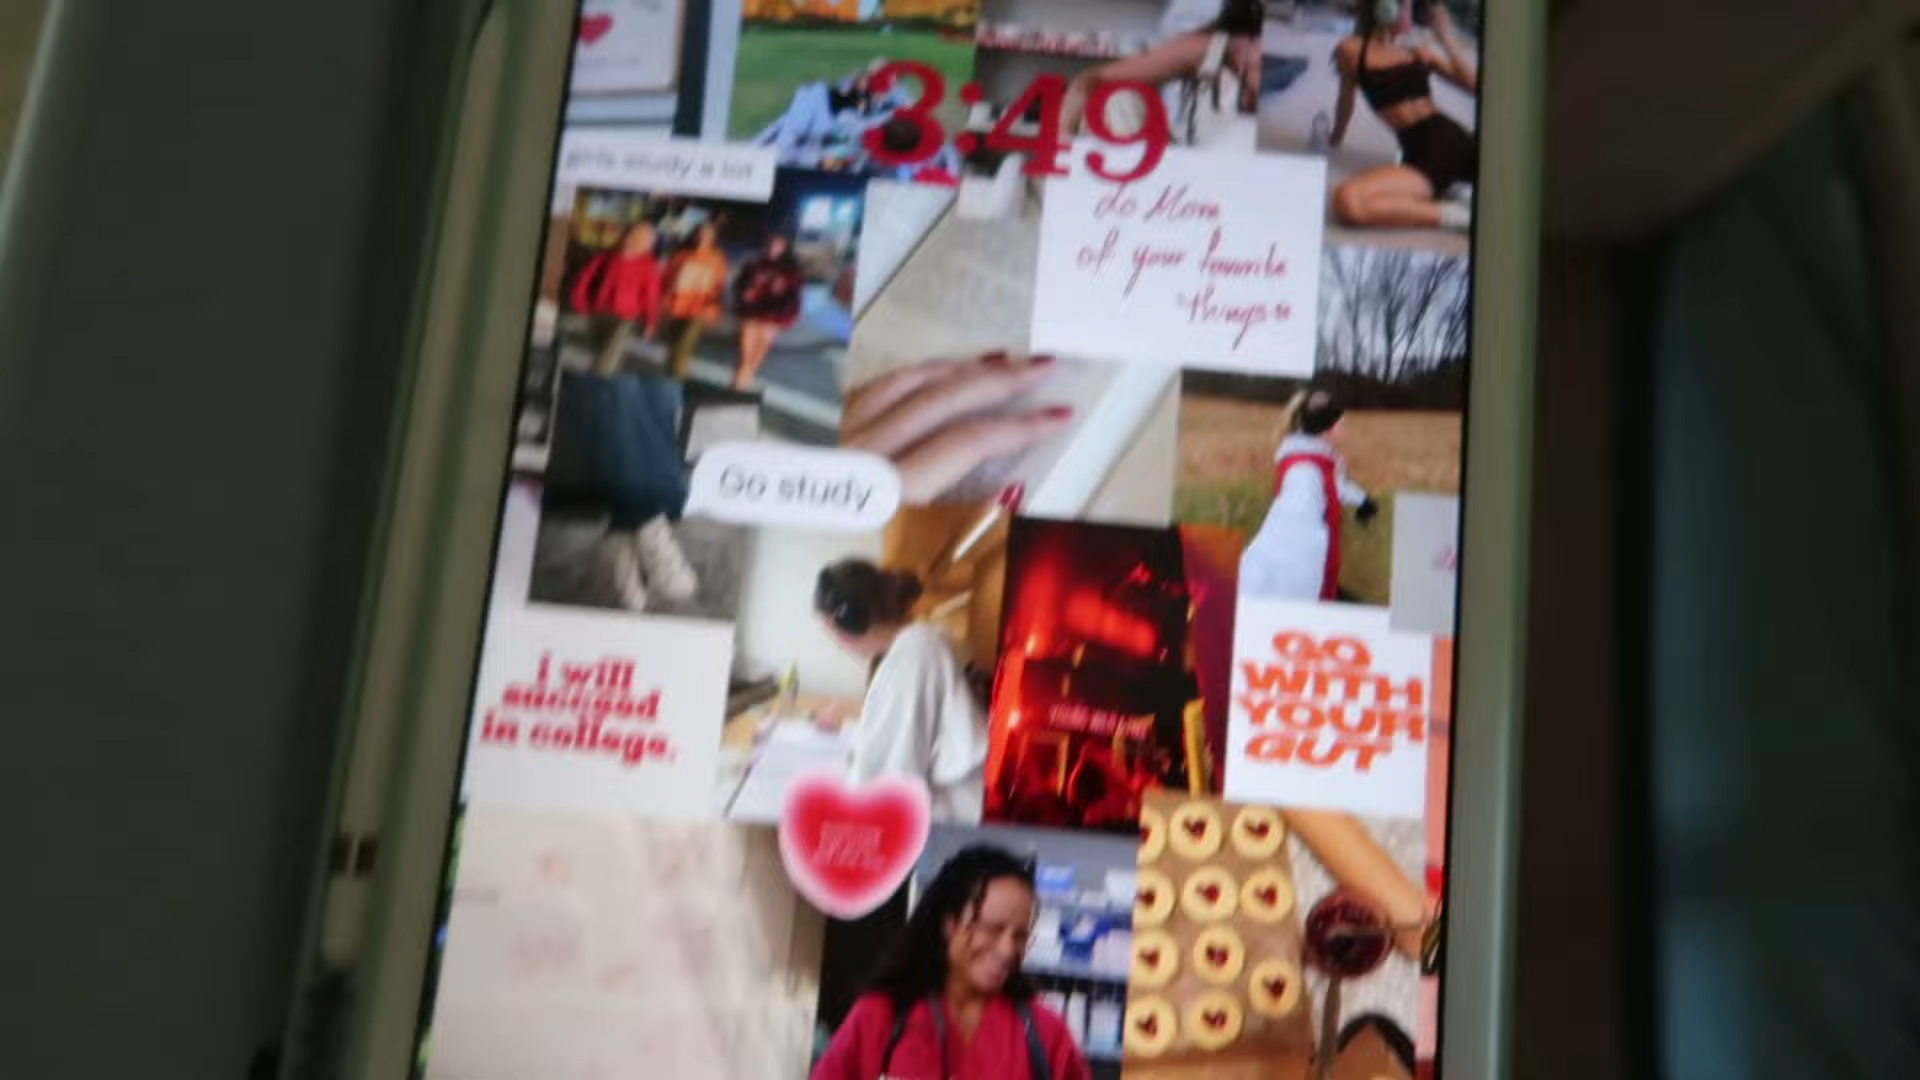 3:49
girls study a lot
do More
of your favorite
things
Go study
i will
succeed
in college.
GO
WITH
YOUR
GUT